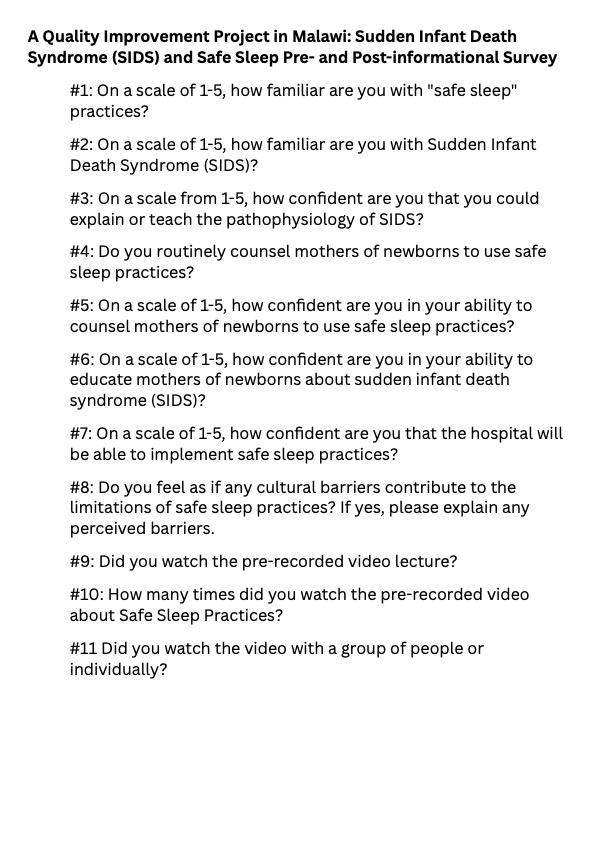 A Quality Improvement Project in Malawi: Sudden Infant Death
Syndrome (SIDS) and Safe Sleep Pre- and Post-informational Survey
#1: On a scale of 1-5, how familiar are you with "safe sleep"
practices?
#2: On a scale of 1-5, how familiar are you with Sudden Infant
Death Syndrome (SIDS)?
#3: On a scale from 1-5, how confident are you that you could
explain or teach the pathophysiology of SIDS?
#4: Do you routinely counsel mothers of newborns to use safe
sleep practices?
#5: On a scale of 1-5, how confident are you in your ability to
counsel mothers of newborns to use safe sleep practices?
#6: On a scale of 1-5, how confident are you in your ability to
educate mothers of newborns about sudden infant death
syndrome (SIDS)?
#7: On a scale of 1-5, how confident are you that the hospital will
be able to implement safe sleep practices?
#8: Do you feel as if any cultural barriers contribute to the
limitations of safe sleep practices? If yes, please explain any
perceived barriers.
#9: Did you watch the pre-recorded video lecture?
#10: How many times did you watch the pre-recorded video
about Safe Sleep Practices?
#11 Did you watch the video with a group of people or
individually?